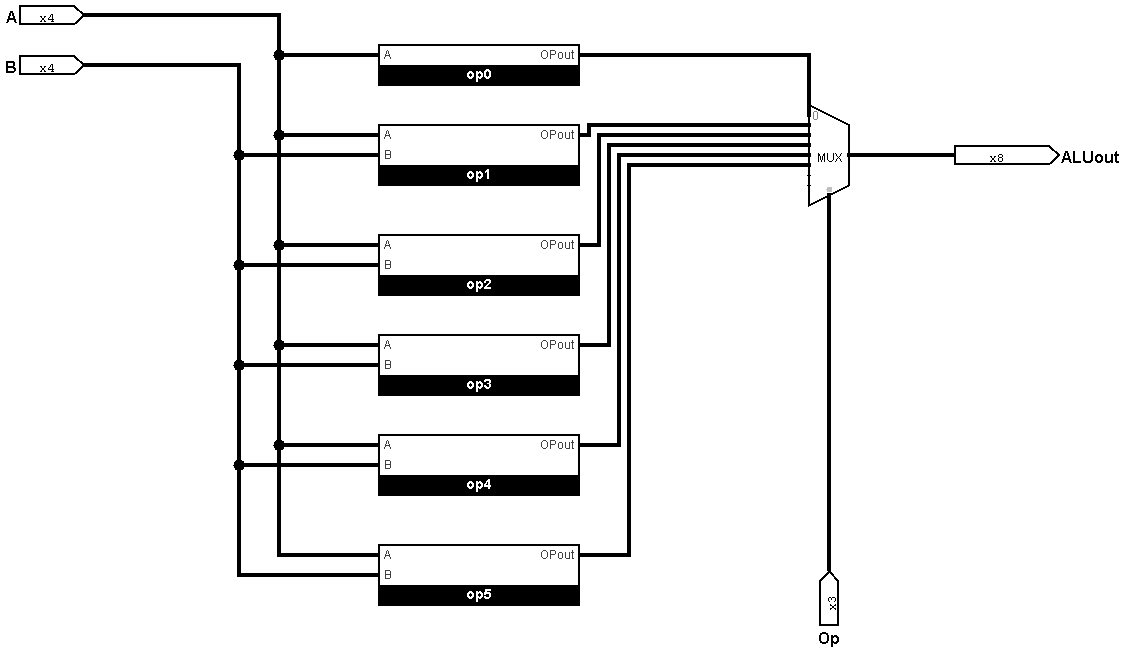 A x4
B x4
A OPout
op0
A OPout
B
op1
A OPout
B
op2
A OPout
B
op3
A OPout
B
op4
A OPout
B
op5
0
MUX
x8 ALUout
x3
Op